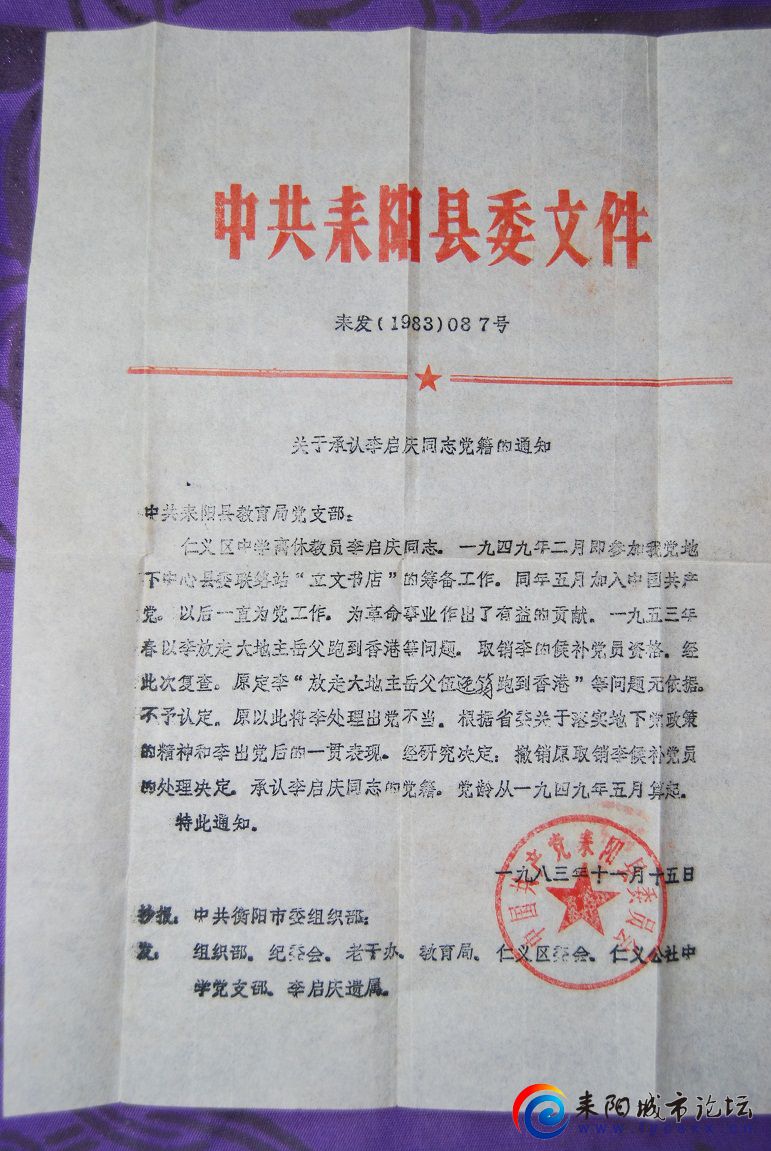 中共耒阳县委文件
耒发(1983)087号
关于承认李启庆同志党籍的通知
中共耒阳县教育局党支部:
仁义区中学离休教员李启庆同志。一九四九年二月即参加我党地
下中心县委联络站“立文书店”的筹备工作。同年五月加入中国共产
党。以后一直为党工作。为革命事业作出了有益的贡献。一九五三年
春以李放走大地主岳父跑到香港等问题。取销李的候补党员资格。经
此次复查。原定李“放走大地主岳父伍逸翁跑到香港”等问题无依据。
不予认定。原以此将李处理出党不当。根据省委关于落实地下党政策
的精神和李出党后的一贯表现。经研究决定:撤销原取销李候补党员
的处理决定。承认李启庆同志的党籍。党龄从一九四九年五月算起。
特此通知。
中国共产党耒阳县委员会
一九八三年十一月十五日
抄报:中共衡阳市委组织部:
发:组织部。纪委会。老干办、教育局、仁义区委会。仁义公社中
学党支部、李启庆遗属。
耒阳城市论坛